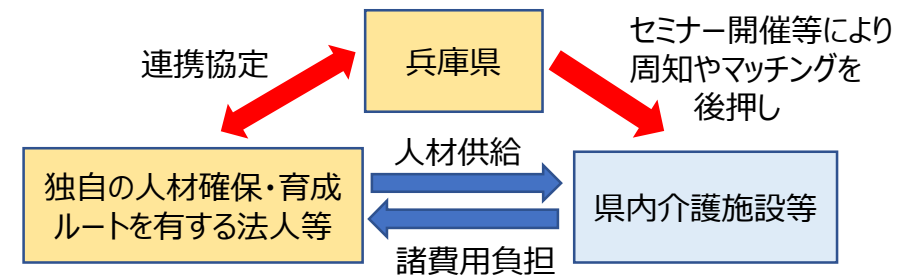 連携協定
兵庫県
セミナー開催等により
周知やマッチングを
後押し
人材供給
独自の人材確保・育成
ルートを有する法人等
県内介護施設等
諸費用負担